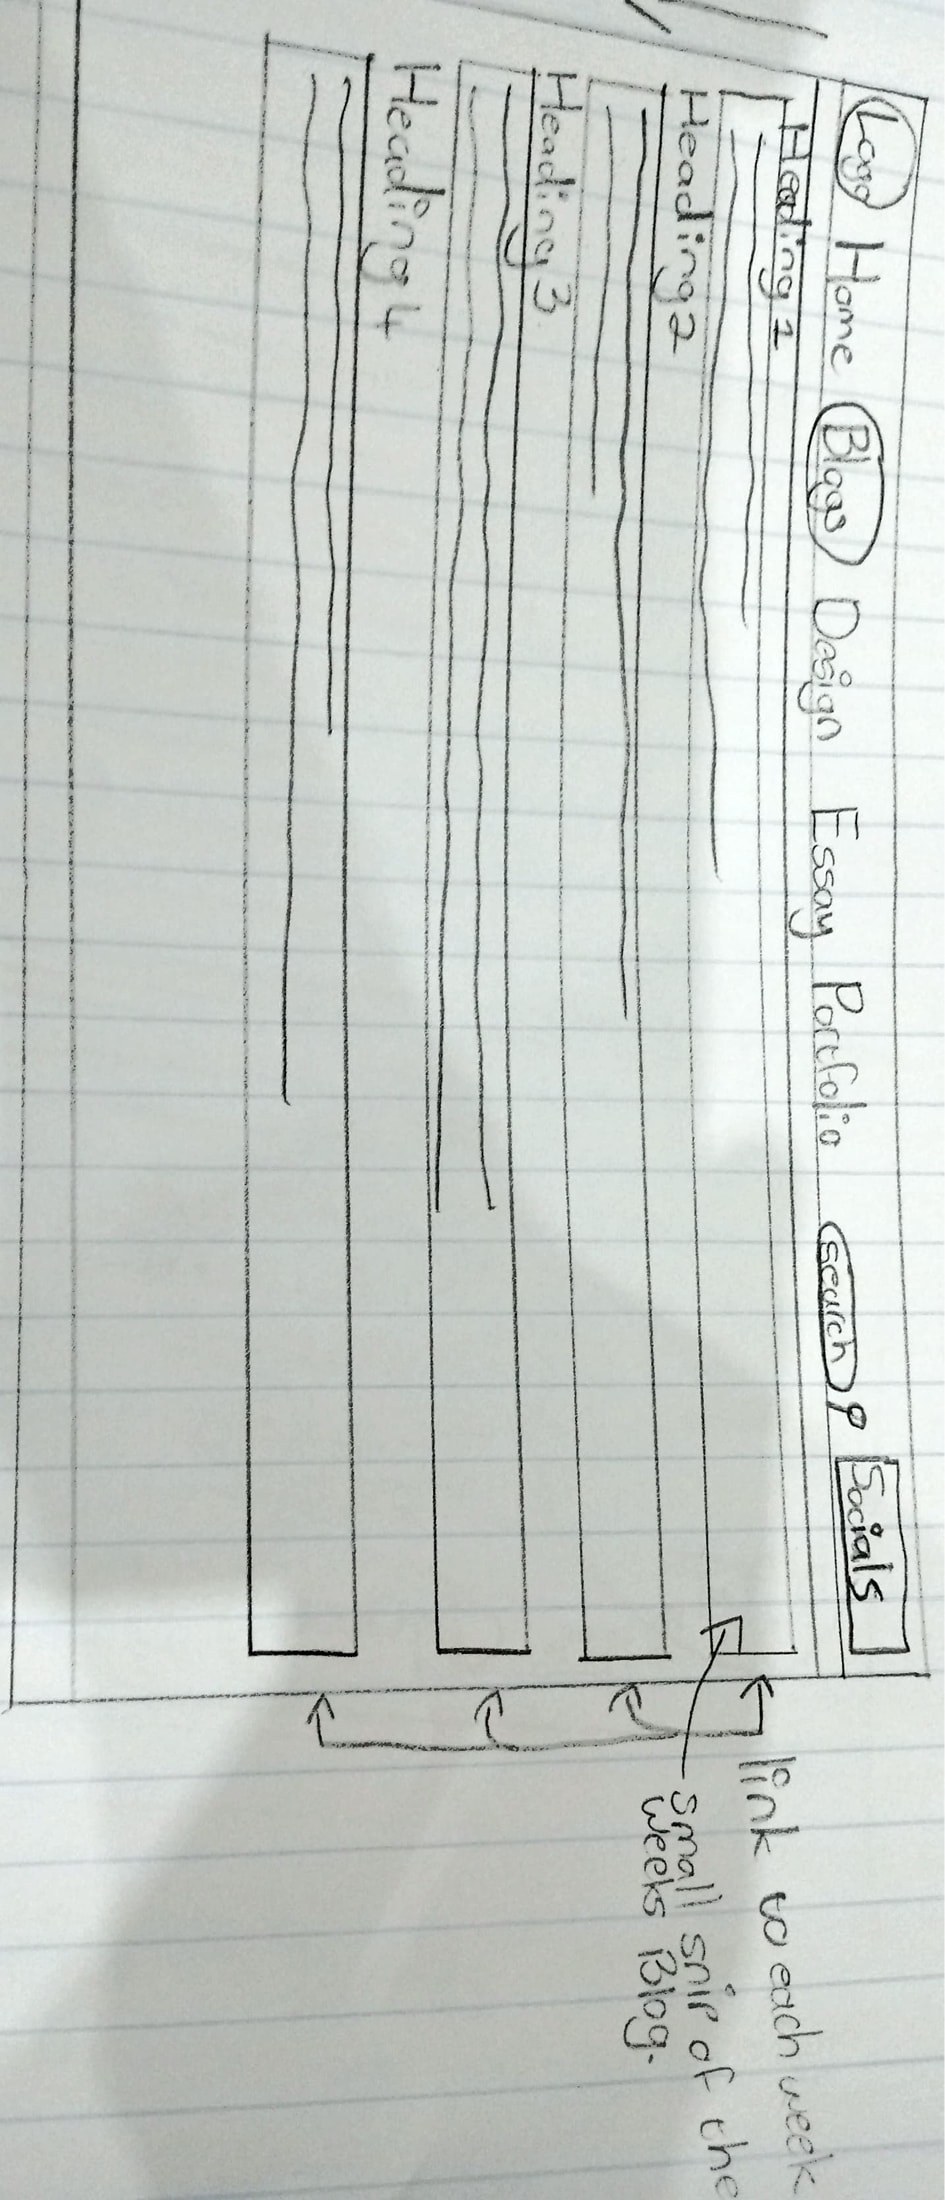 Logo Home Blogs Design Essay Portfolio search Socials
Heading 1
Heading 2
Heading 3
Heading 4
link to each week
small snip of the
weeks Blog.